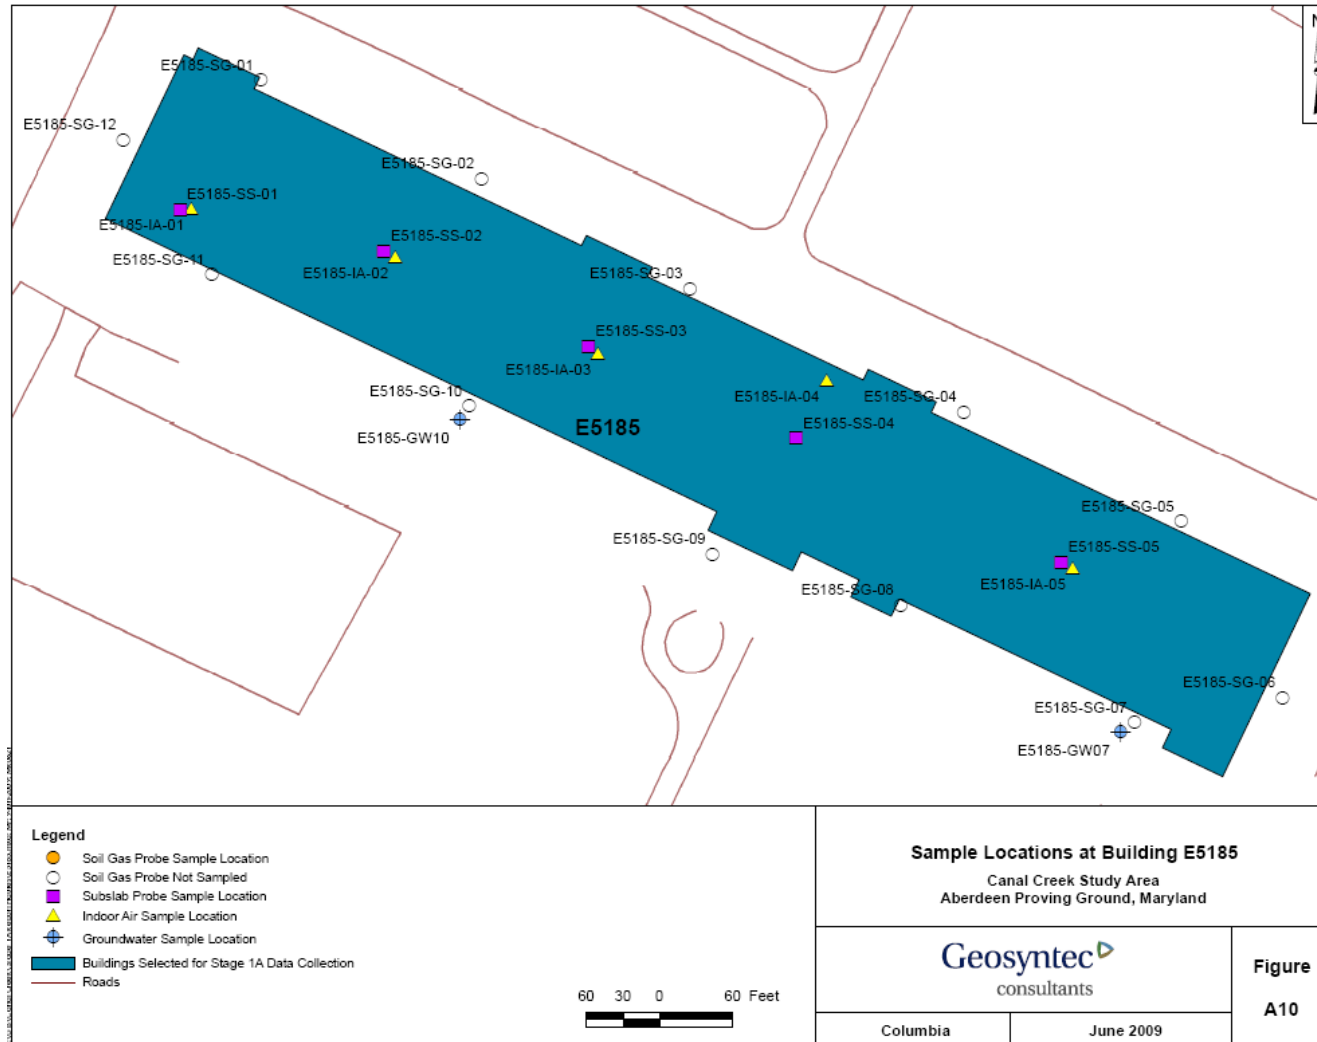 N
E5185-SG-01
E5185-SG-12
E5185-SG-02
E5185-SS-01
E5185-IA-01
E5185-SS-02
E5185-SG-11
E5185-IA-02
E5185-SG-03
E5185-SS-03
E5185-IA-03
E5185-SG-10
E5185-IA-04
E5185-SG-04
E5185-SS-04
E5185
E5185-GW10
E5185-SG-05
E5185-SG-09
E5185-SS-05
E5185-IA-05
E5185-SG-08
E5185-SG-06
E5185-SG-07
E5185-GW07
Legend
Soil Gas Probe Sample Location
Soil Gas Probe Not Sampled
Subslab Probe Sample Location
Indoor Air Sample Location
Groundwater Sample Location
Buildings Selected for Stage 1A Data Collection
Roads
60 30 0 60 Feet
Sample Locations at Building E5185
Canal Creek Study Area
Aberdeen Proving Ground, Maryland
Geosyntec
consultants
Figure
A10
Columbia
June 2009